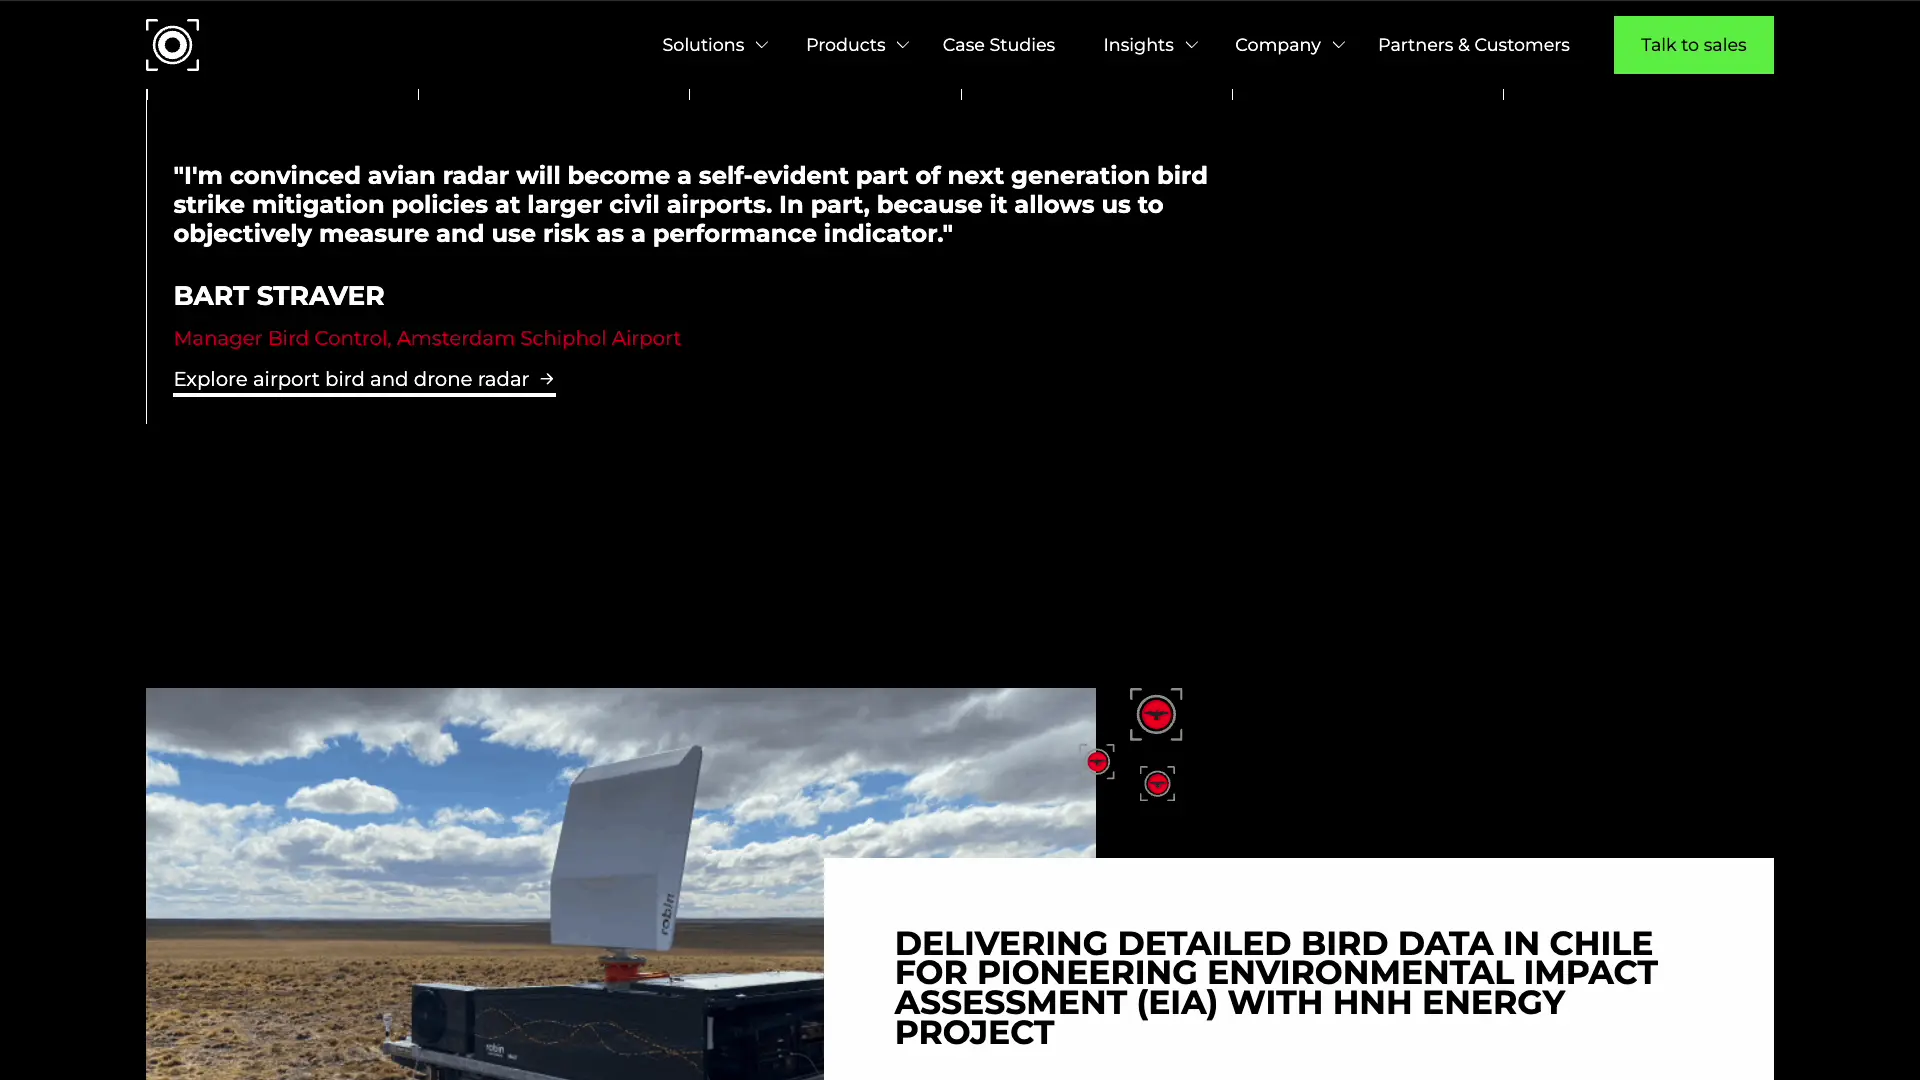 Solutions
Products
Case Studies
Insights
Company
Partners & Customers
Talk to sales
"I'm convinced avian radar will become a self-evident part of next generation bird
strike mitigation policies at larger civil airports. In part, because it allows us to
objectively measure and use risk as a performance indicator."
BART STRAVER
Manager Bird Control, Amsterdam Schiphol Airport
Explore airport bird and drone radar →
robin
robin
DELIVERING DETAILED BIRD DATA IN CHILE
FOR PIONEERING ENVIRONMENTAL IMPACT
ASSESSMENT (EIA) WITH HNH ENERGY
PROJECT